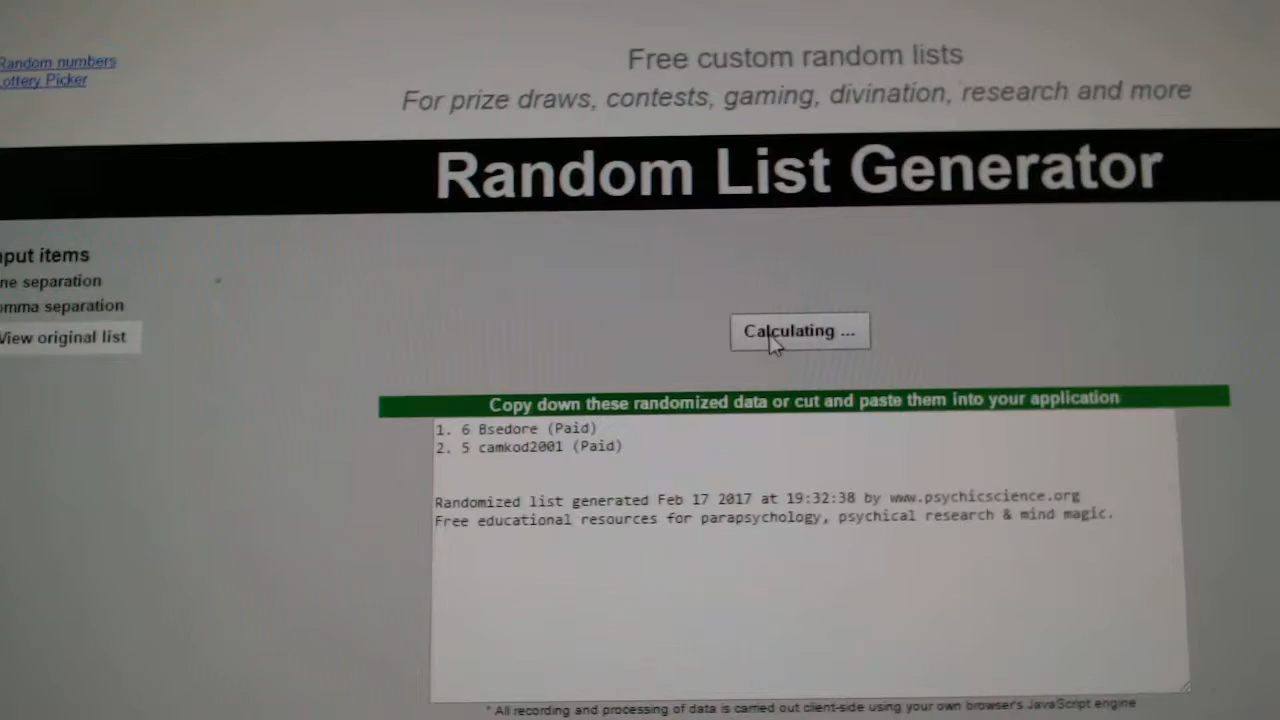 Random numbers
Lottery Picker
Free custom random lists
For prize draws, contests, gaming, divination, research and more
Random List Generator
nput items
ne separation
omma separation
View original list
Calculating ...
Copy down these randomized data or cut and paste them into your application
1. 6 Bsedore (Paid)
2. 5 camkod2001 (Paid)
Randomized list generated Feb 17 2017 at 19:32:38 by www.psychicscience.org
Free educational resources for parapsychology, psychical research & mind magic.
* All recording and processing of data is carried out client-side using your own browser's JavaScript engine